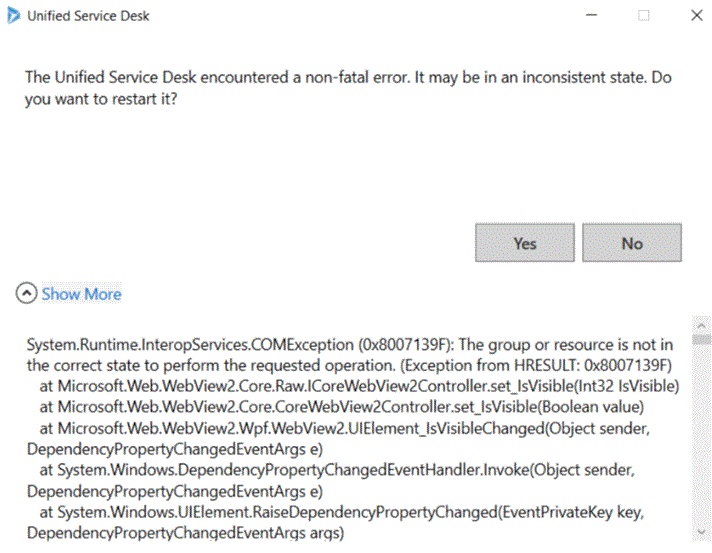 Unified Service Desk
The Unified Service Desk encountered a non-fatal error. It may be in an inconsistent state. Do
you want to restart it?
Yes
No
Show More
System.Runtime.InteropServices.COMException (0x8007139F): The group or resource is not in
the correct state to perform the requested operation. (Exception from HRESULT: 0x8007139F)
at Microsoft.Web.WebView2.Core.Raw.ICoreWebView2Controller.set_IsVisible(Int32 IsVisible)
at Microsoft.Web.WebView2.Core.CoreWebView2Controller.set_IsVisible(Boolean value)
at Microsoft.Web.WebView2.Wpf.WebView2.UIElement_IsVisibleChanged(Object sender,
DependencyPropertyChangedEventArgs e)
at System.Windows.DependencyPropertyChangedEventHandler.Invoke(Object sender,
DependencyPropertyChangedEventArgs e)
at System.Windows.UIElement.RaiseDependencyPropertyChanged(EventPrivateKey key,
DependencyPropertyChangedEventArgs args)